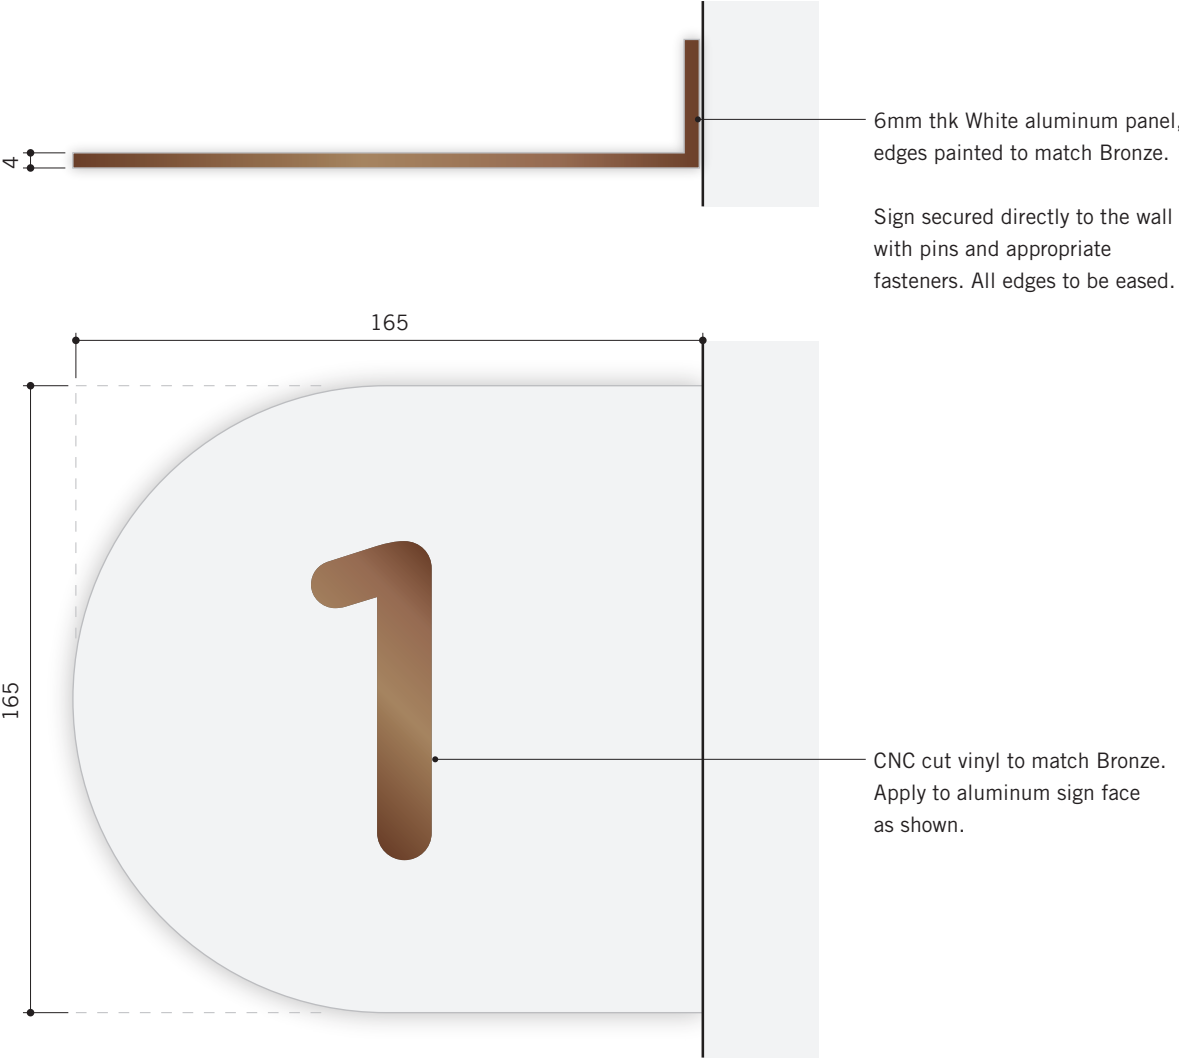 4
6mm thk White aluminum panel,
edges painted to match Bronze.
Sign secured directly to the wall
with pins and appropriate
fasteners. All edges to be eased.
165
165
1
CNC cut vinyl to match Bronze.
Apply to aluminum sign face
as shown.